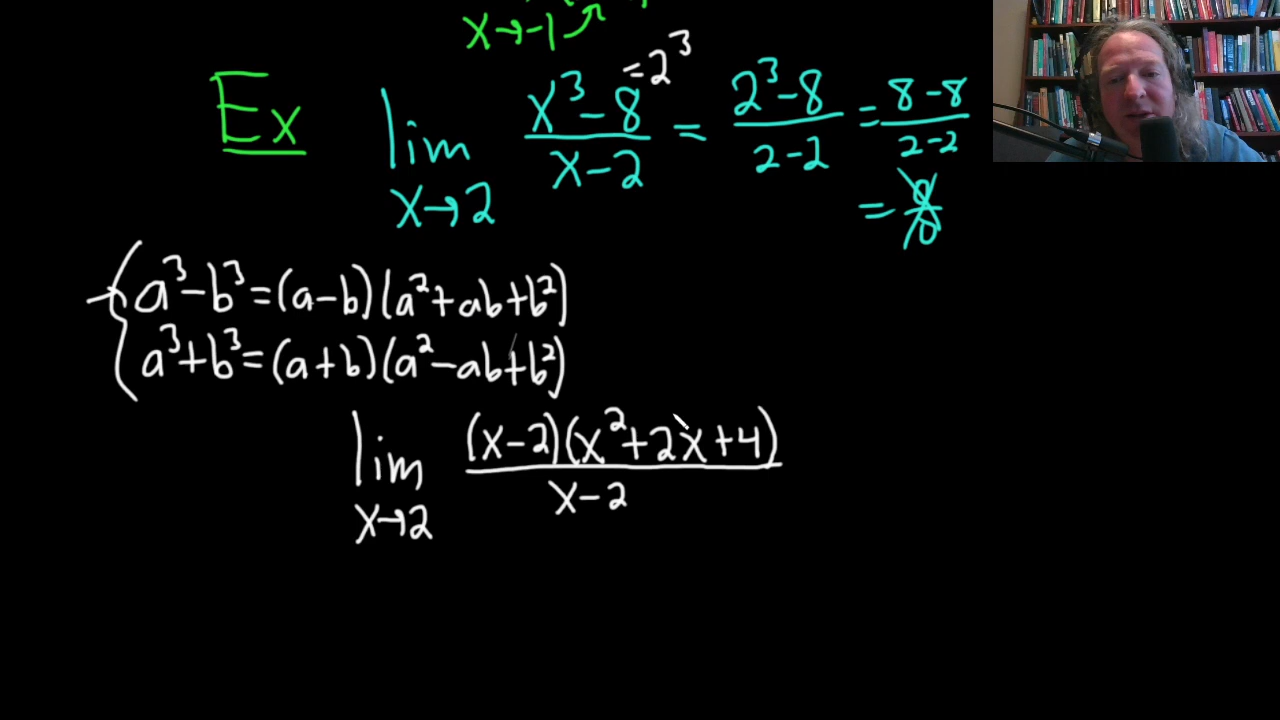 x→-1
Ex lim x→2 (x³-8)/(x-2) = (2³-8)/(2-2) = (8-8)/(2-2)
=2³
= 0/0
a³-b³=(a-b)(a²+ab+b²)
a³+b³=(a+b)(a²-ab+b²)
lim x→2 (x-2)(x²+2x+4)/(x-2)